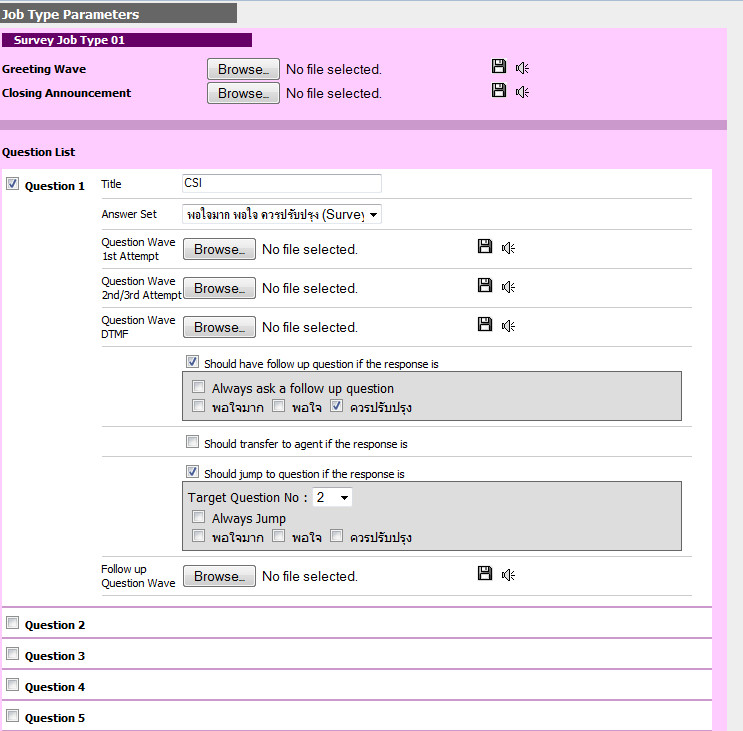 Job Type Parameters
Survey Job Type 01
Greeting Wave Browse... No file selected.
Closing Announcement Browse... No file selected.
Question List
Question 1 Title CSI
Answer Set พอใจมาก พอใจ ควรปรับปรุง (Survey
Question Wave
1st Attempt Browse... No file selected.
Question Wave
2nd/3rd Attempt Browse... No file selected.
Question Wave
DTMF Browse... No file selected.
Should have follow up question if the response is
Always ask a follow up question
พอใจมาก พอใจ ควรปรับปรุง
Should transfer to agent if the response is
Should jump to question if the response is
Target Question No : 2
Always Jump
พอใจมาก พอใจ ควรปรับปรุง
Follow up
Question Wave Browse... No file selected.
Question 2
Question 3
Question 4
Question 5